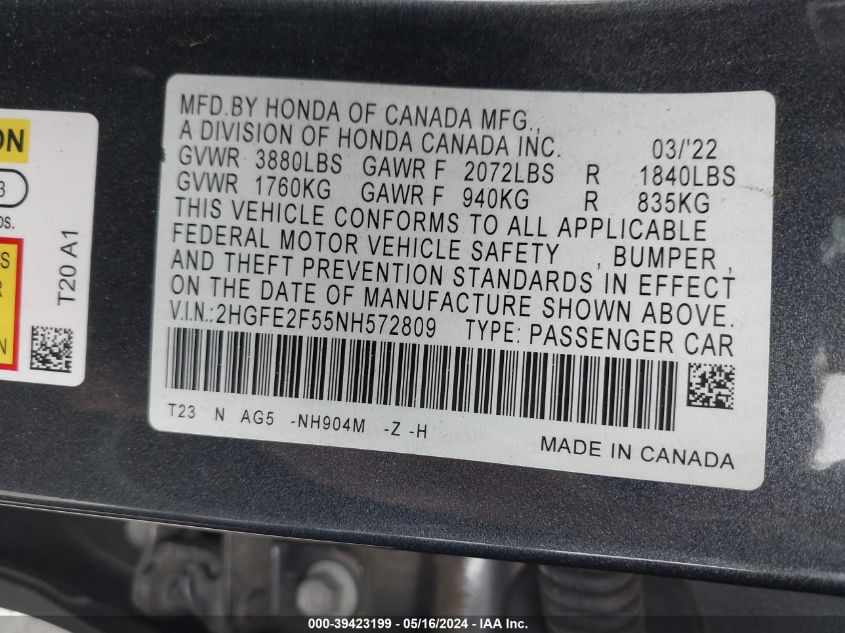 ON
3
DS.
S
R
N
T20 A1
MFD.BY HONDA OF CANADA MFG.,
A DIVISION OF HONDA CANADA INC. 03/'22
GVWR 3880LBS GAWR F 2072LBS R 1840LBS
GVWR 1760KG GAWR F 940KG R 835KG
THIS VEHICLE CONFORMS TO ALL APPLICABLE
FEDERAL MOTOR VEHICLE SAFETY , BUMPER ,
AND THEFT PREVENTION STANDARDS IN EFFECT
ON THE DATE OF MANUFACTURE SHOWN ABOVE.
V.I.N.:2HGFE2F55NH572809 TYPE: PASSENGER CAR
T23 N AG5 -NH904M -Z -H
MADE IN CANADA
000-39423199 - 05/16/2024 - IAA Inc.